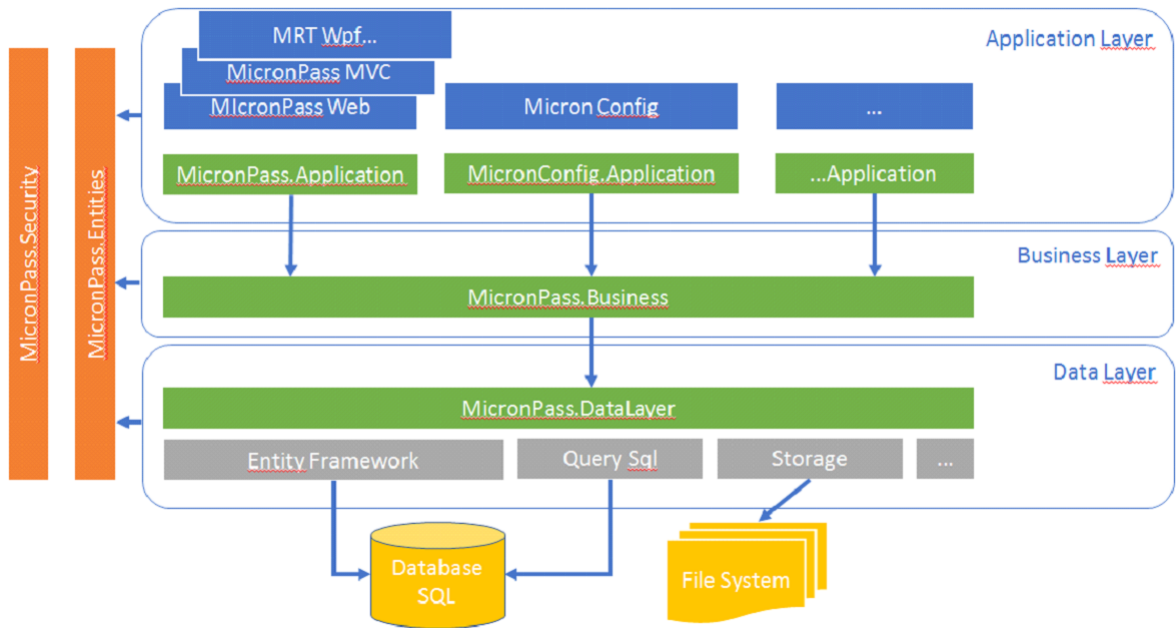 MRT Wpf...
Application Layer
MicronPass MVC
MIcronPass Web
Micron Config
...
MicronPass.Application
MicronConfig.Application
...Application
MicronPass.Security
MicronPass.Entities
Business Layer
MicronPass.Business
Data Layer
MicronPass.DataLayer
Entity Framework
Query Sql
Storage
...
Database
SQL
File System